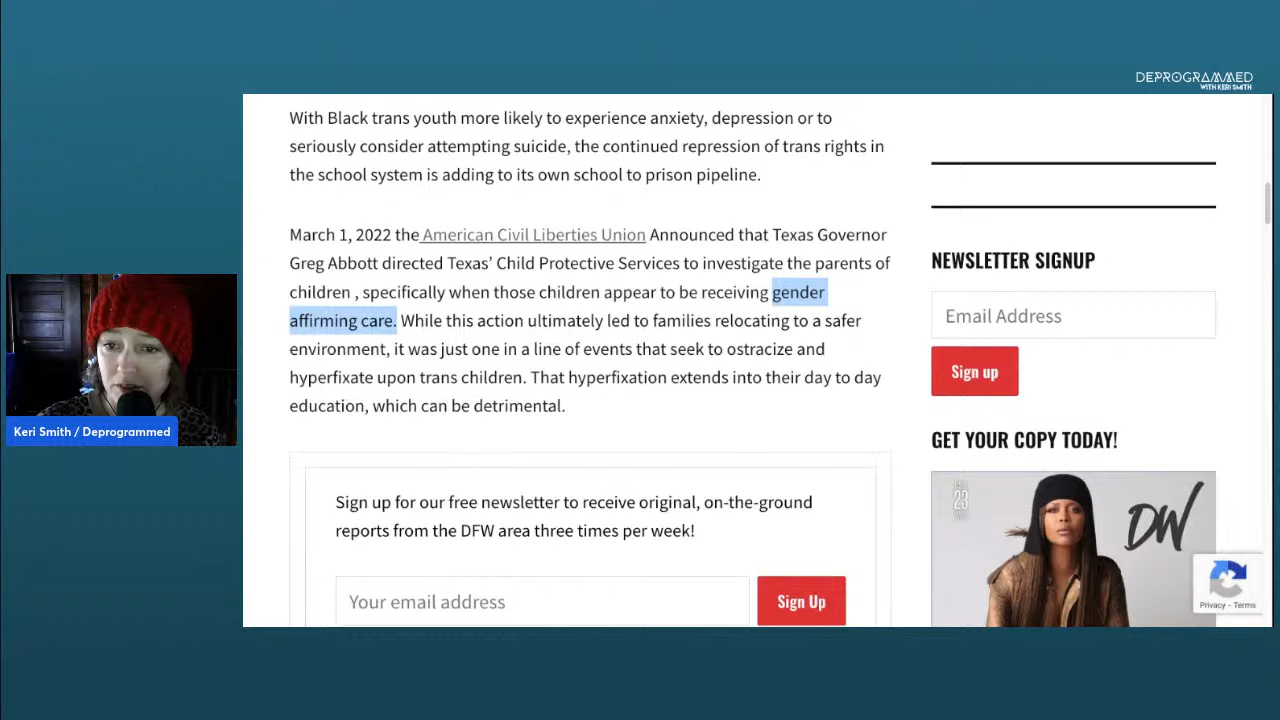 DEPROGRAMMED
WITH KERI SMITH
With Black trans youth more likely to experience anxiety, depression or to
seriously consider attempting suicide, the continued repression of trans rights in
the school system is adding to its own school to prison pipeline.
March 1, 2022 the American Civil Liberties Union Announced that Texas Governor
Greg Abbott directed Texas’ Child Protective Services to investigate the parents of
children , specifically when those children appear to be receiving gender
affirming care. While this action ultimately led to families relocating to a safer
environment, it was just one in a line of events that seek to ostracize and
hyperfixate upon trans children. That hyperfixation extends into their day to day
education, which can be detrimental.
Sign up for our free newsletter to receive original, on-the-ground
reports from the DFW area three times per week!
Your email address
Sign Up
NEWSLETTER SIGNUP
Email Address
Sign up
GET YOUR COPY TODAY!
23
DW
Privacy - Terms
Keri Smith / Deprogrammed